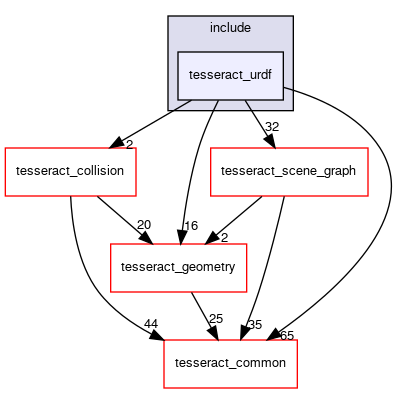 include
tesseract_urdf
32
2
tesseract_collision
tesseract_scene_graph
20
16
2
tesseract_geometry
44
25
35
65
tesseract_common